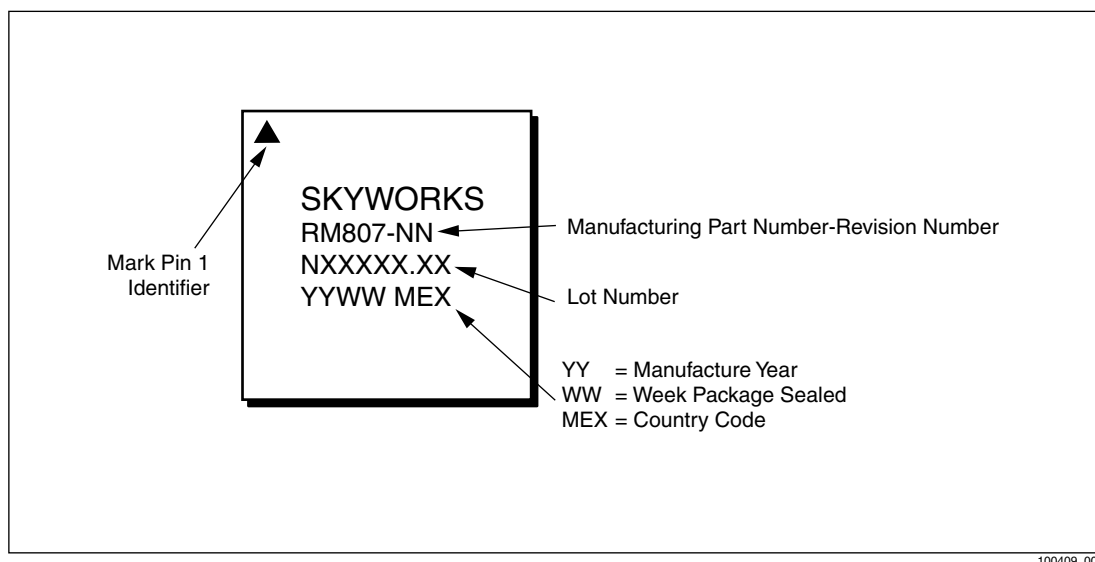 SKYWORKS
RM807-NN
NXXXXX.XX
YYWW MEX
Mark Pin 1
Identifier
Manufacturing Part Number-Revision Number
Lot Number
YY = Manufacture Year
WW = Week Package Sealed
MEX = Country Code